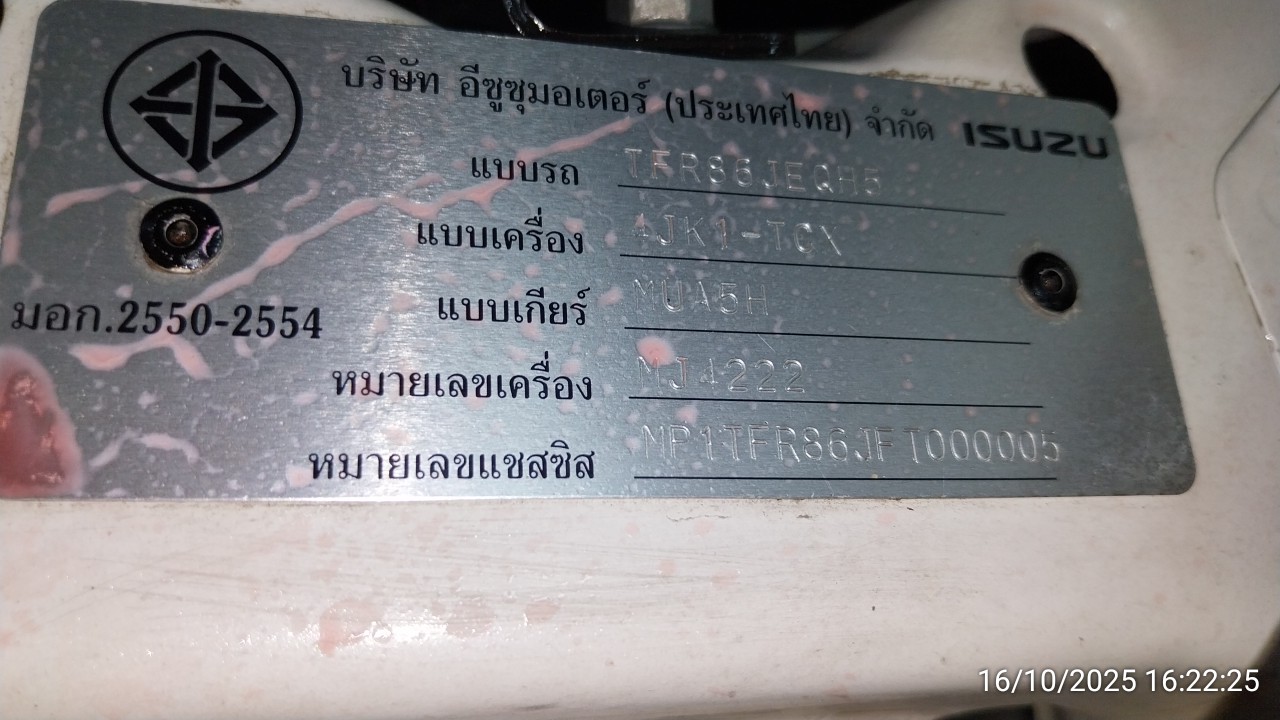 บริษัท อีซูซุมอเตอร์ (ประเทศไทย) จำกัด ISUZU
แบบรถ TFR86JEQH5
แบบเครื่อง 4JK1-TCX
แบบเกียร์ MUA5H
มอก.2550-2554
หมายเลขเครื่อง MJ4222
หมายเลขแชสซิส MP1TFR86JFT000005
16/10/2025 16:22:25